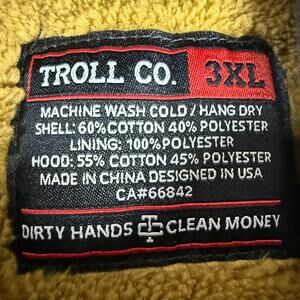 TROLL CO. 3XL
MACHINE WASH COLD / HANG DRY
SHELL: 60% COTTON 40% POLYESTER
LINING: 100% POLYESTER
HOOD: 55% COTTON 45% POLYESTER
MADE IN CHINA DESIGNED IN USA
CA#66842
DIRTY HANDS CLEAN MONEY